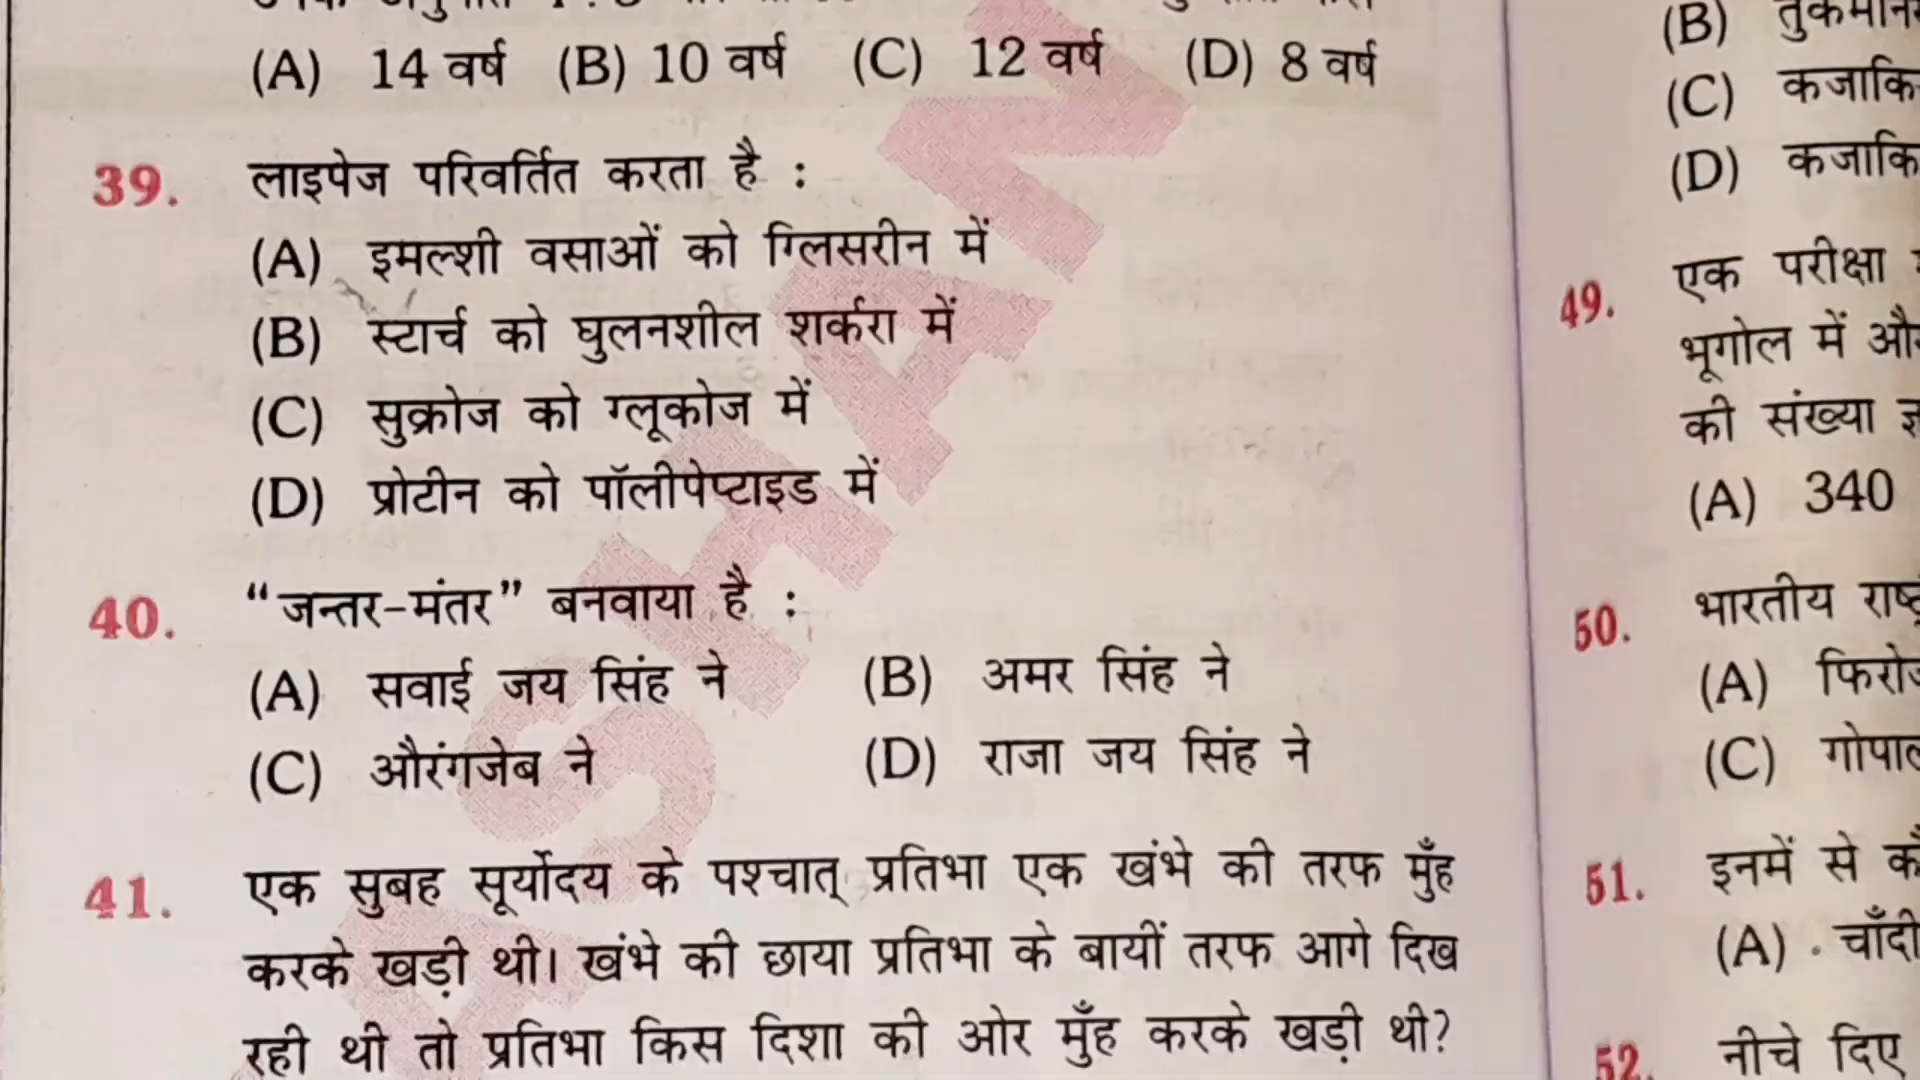 (A) 14 वर्ष (B) 10 वर्ष (C) 12 वर्ष (D) 8 वर्ष
39. लाइपेज परिवर्तित करता है :
(A) इमल्शी वसाओं को ग्लिसरीन में
(B) स्टार्च को घुलनशील शर्करा में
(C) सुक्रोज को ग्लूकोज में
(D) प्रोटीन को पॉलीपेप्टाइड में
40. “जन्तर-मंतर” बनवाया है :
(A) सवाई जय सिंह ने (B) अमर सिंह ने
(C) औरंगजेब ने (D) राजा जय सिंह ने
41. एक सुबह सूर्योदय के पश्चात् प्रतिभा एक खंभे की तरफ मुँह
करके खड़ी थी। खंभे की छाया प्रतिभा के बायीं तरफ आगे दिख
रही थी तो प्रतिभा किस दिशा की ओर मुँह करके खड़ी थी?
(B)
(C)
(D)
49. एक परीक्षा
भूगोल में
की संख्या
(A) 340
50. भारतीय
(A)
(C)
51. इनमें से
(A) चाँदी
52. नीचे दिए